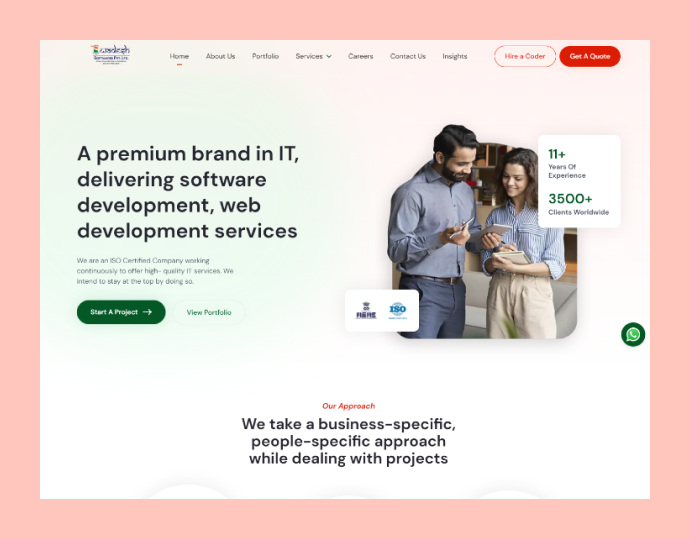 Swadesh
SOFTWARE PVT. LTD.
Home About Us Portfolio Services Careers Contact Us Insights Hire a Coder Get A Quote
A premium brand in IT,
delivering software
development, web
development services
We are an ISO Certified Company working
continuously to offer high- quality IT services. We
intend to stay at the top by doing so.
Start A Project
View Portfolio
11+
Years Of
Experience
3500+
Clients Worldwide
ISO
Our Approach
We take a business-specific,
people-specific approach
while dealing with projects